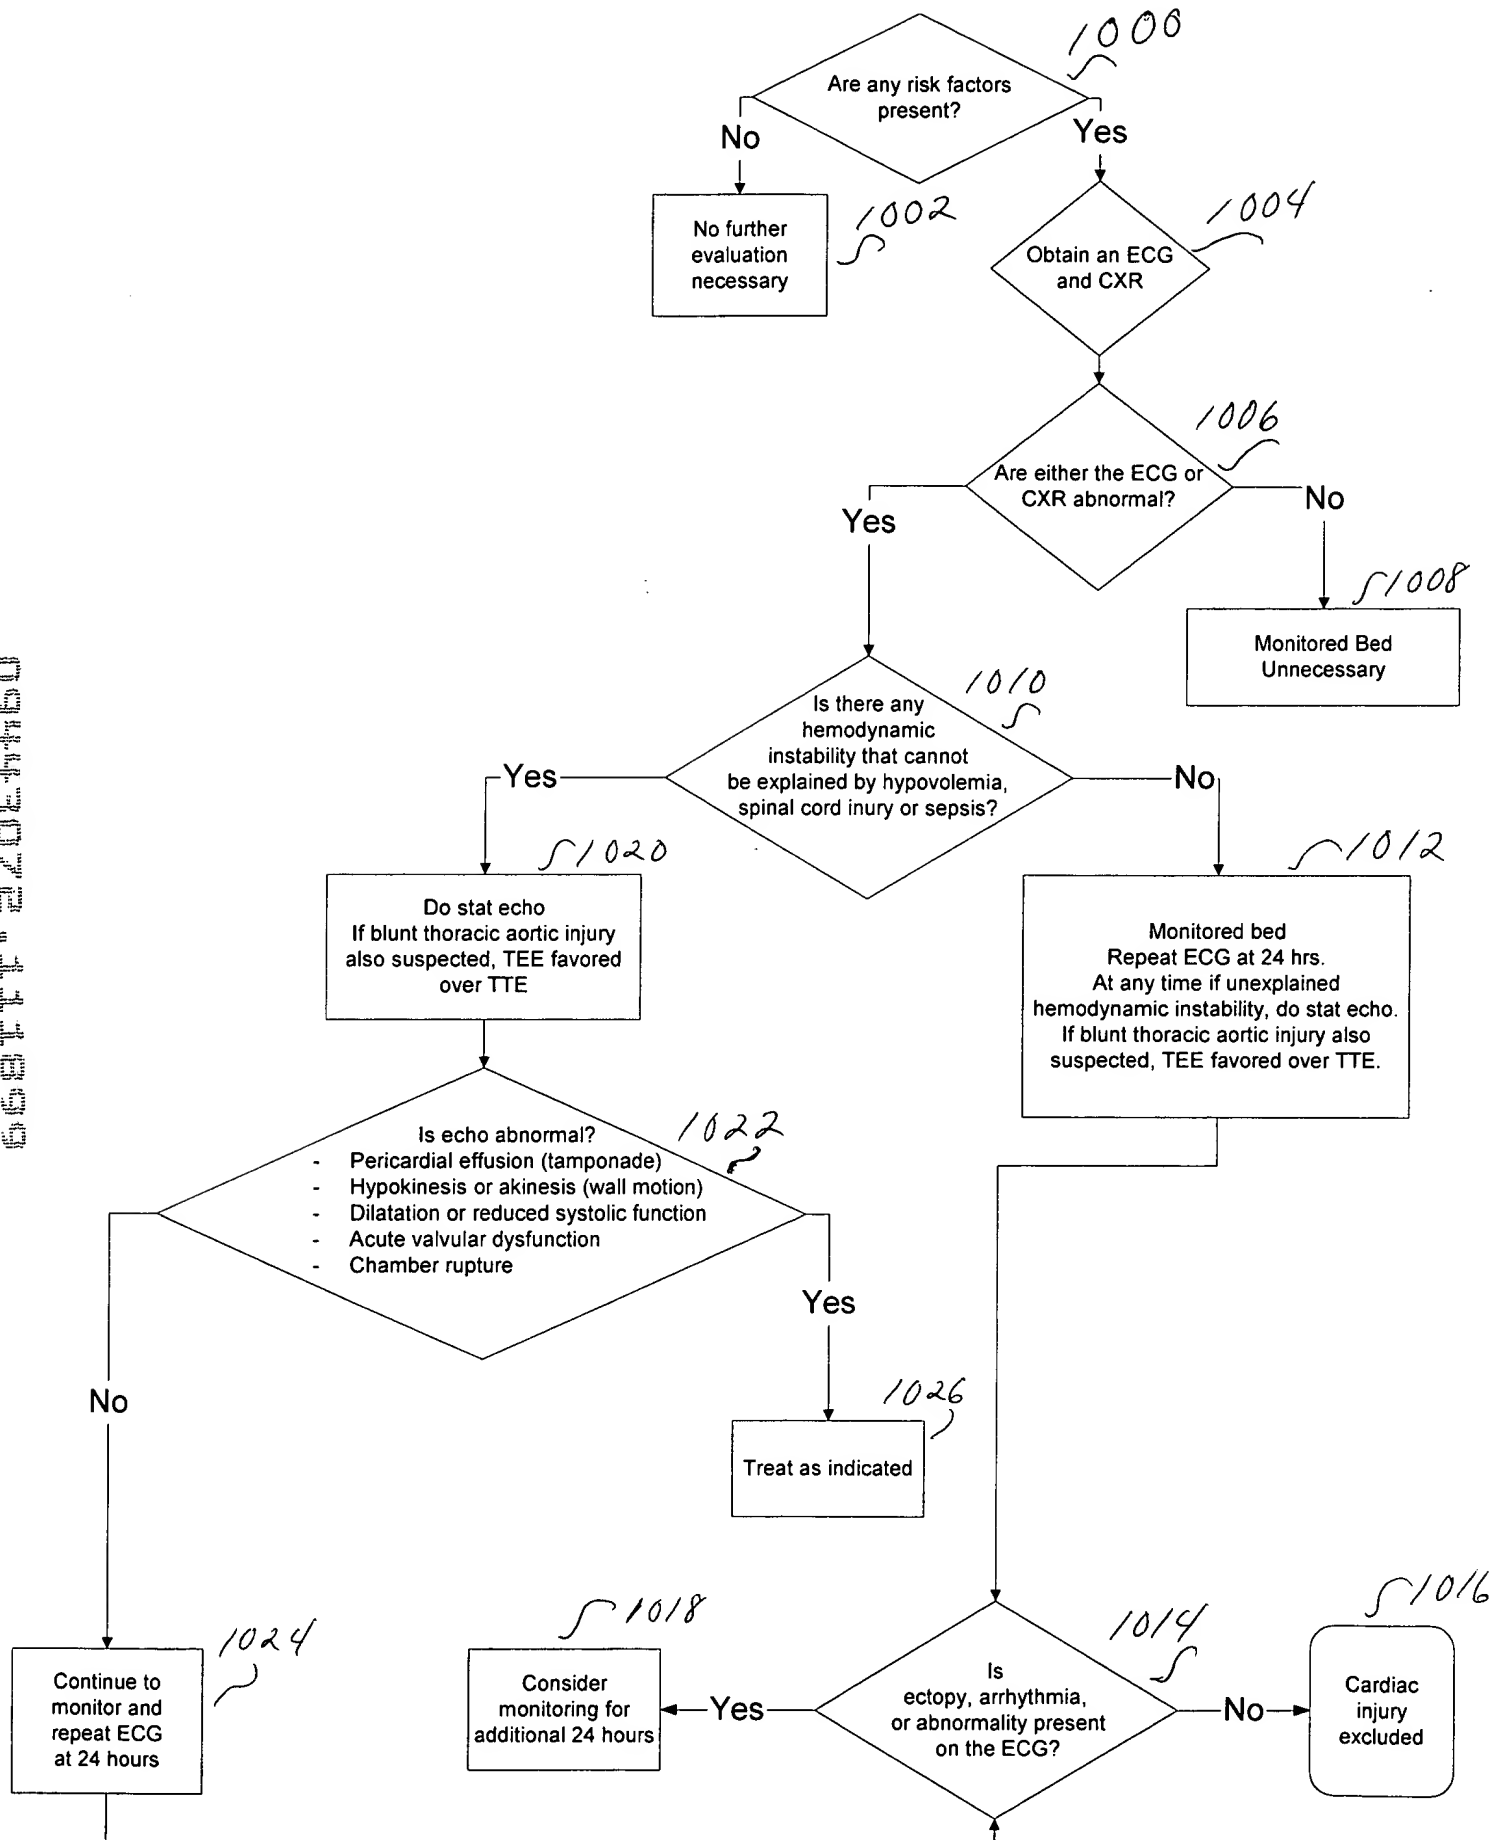 1000
Are any risk factors
present?
No
Yes
1002
No further
evaluation
necessary
1004
Obtain an ECG
and CXR
1006
Are either the ECG or
CXR abnormal?
Yes
No
1008
Monitored Bed
Unnecessary
1010
Is there any
hemodynamic
instability that cannot
be explained by hypovolemia,
spinal cord inury or sepsis?
Yes
No
1020
Do stat echo
If blunt thoracic aortic injury
also suspected, TEE favored
over TTE
1012
Monitored bed
Repeat ECG at 24 hrs.
At any time if unexplained
hemodynamic instability, do stat echo.
If blunt thoracic aortic injury also
suspected, TEE favored over TTE.
1022
Is echo abnormal?
- Pericardial effusion (tamponade)
- Hypokinesis or akinesis (wall motion)
- Dilatation or reduced systolic function
- Acute valvular dysfunction
- Chamber rupture
No
Yes
1026
Treat as indicated
1024
Continue to
monitor and
repeat ECG
at 24 hours
1018
Consider
monitoring for
additional 24 hours
Yes
1014
Is
ectopy, arrhythmia,
or abnormality present
on the ECG?
No
1016
Cardiac
injury
excluded